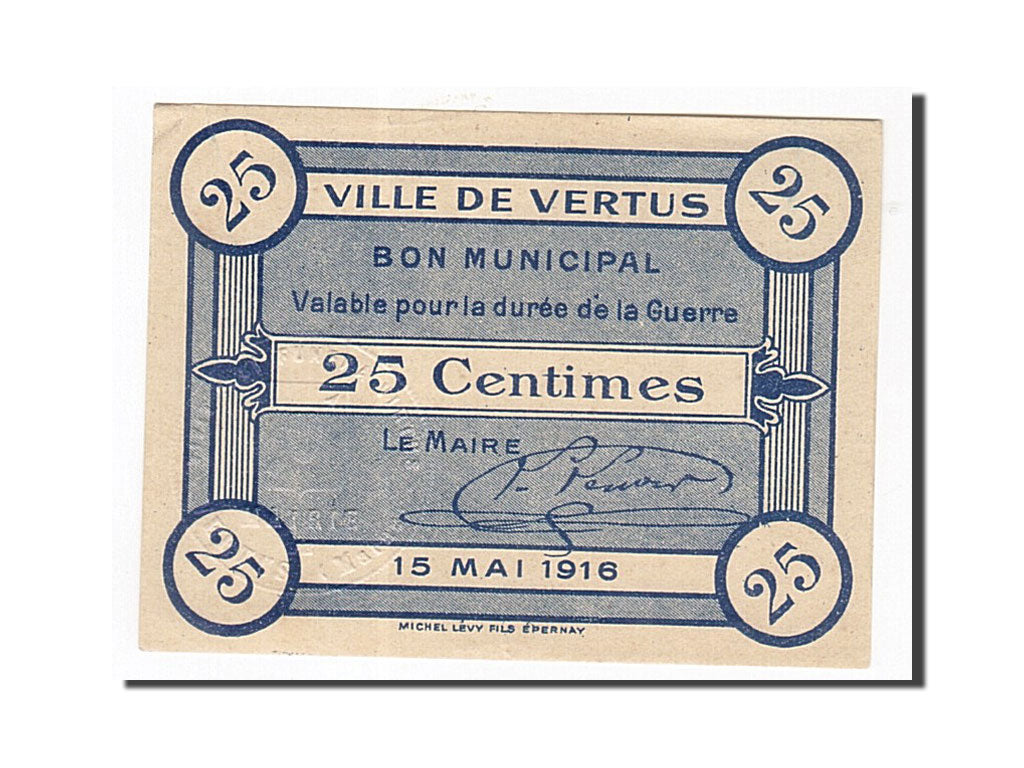 25
25
VILLE DE VERTUS
BON MUNICIPAL
Valable pour la durée de la Guerre
25 Centimes
LE MAIRE
15 MAI 1916
25
25
MICHEL LÉVY FILS ÉPERNAY